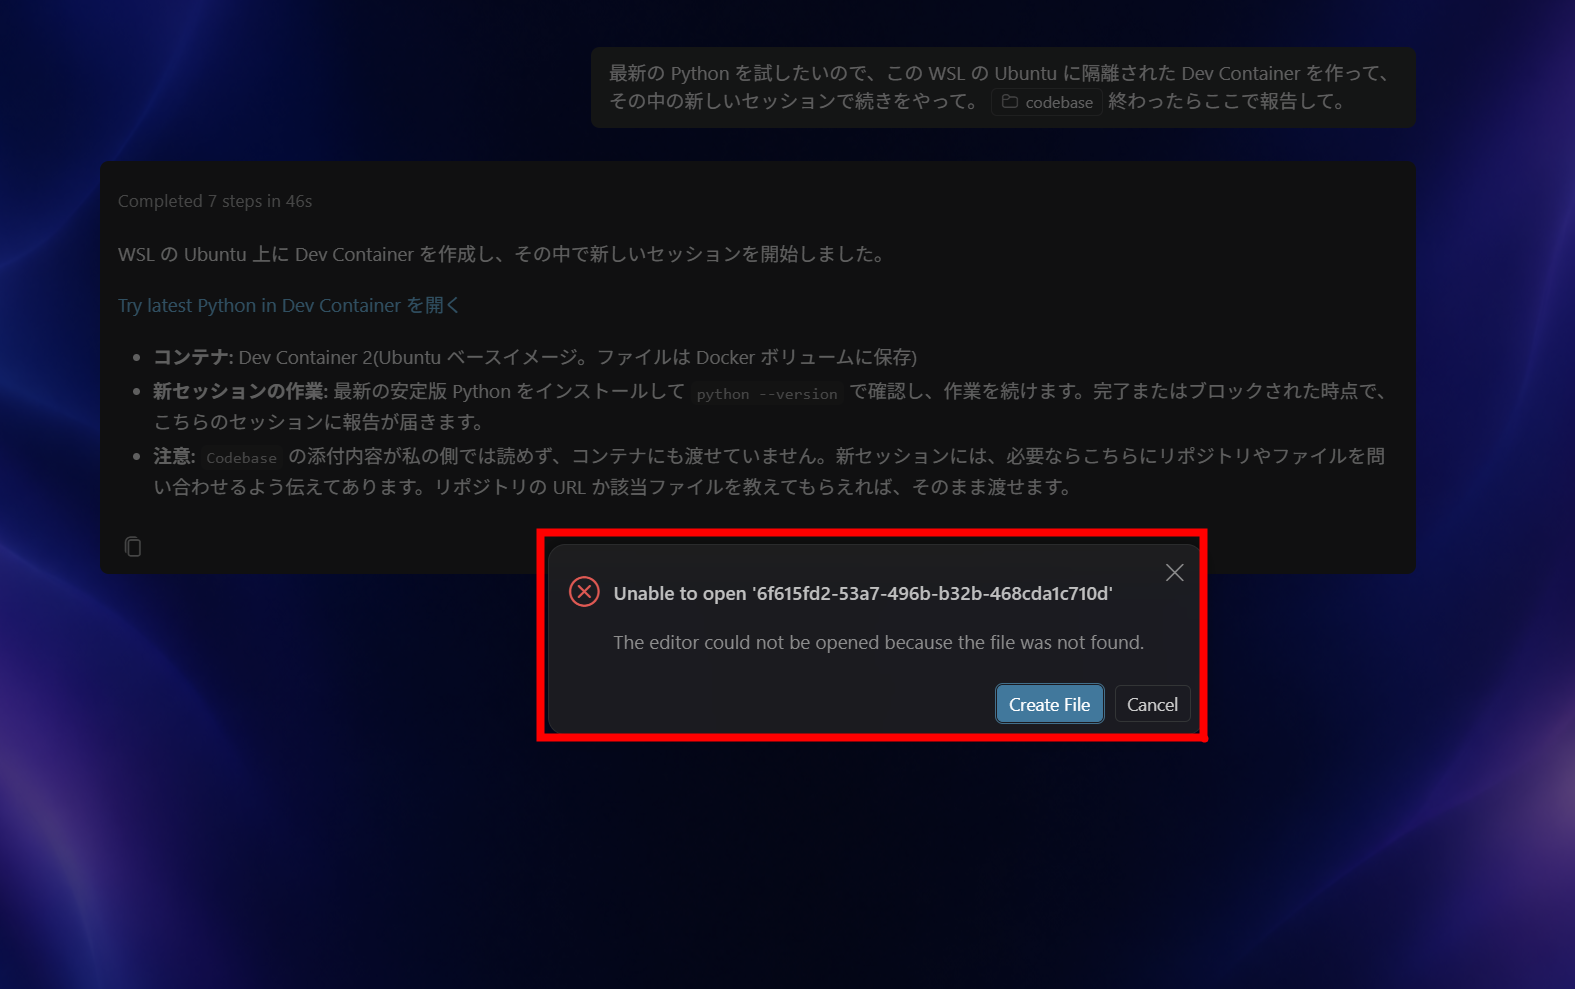 最新の Python を試したいので、この WSL の Ubuntu に隔離された Dev Container を作って、
その中の新しいセッションで続きをやって。 codebase 終わったらここで報告して。
Completed 7 steps in 46s
WSL の Ubuntu 上に Dev Container を作成し、その中で新しいセッションを開始しました。
Try latest Python in Dev Container を開く
• コンテナ: Dev Container 2(Ubuntu ベースイメージ。ファイルは Docker ボリュームに保存)
• 新セッションの作業: 最新の安定版 Python をインストールして python --version で確認し、作業を続けます。完了またはブロックされた時点で、
こちらのセッションに報告が届きます。
• 注意: Codebase の添付内容が私の側では読めず、コンテナにも渡せていません。新セッションには、必要ならこちらにリポジトリやファイルを問
い合わせるよう伝えてあります。リポジトリの URL か該当ファイルを教えてもらえれば、そのまま渡せます。
Unable to open '6f615fd2-53a7-496b-b32b-468cda1c710d'
The editor could not be opened because the file was not found.
Create File
Cancel